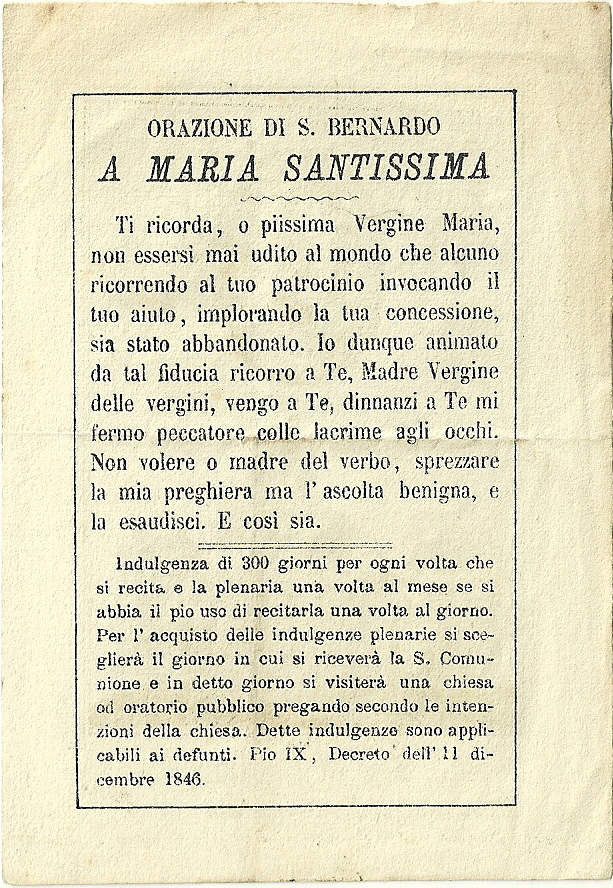 ORAZIONE DI S. BERNARDO
A MARIA SANTISSIMA
Ti ricorda, o piissima Vergine Maria,
non essersi mai udito al mondo che alcuno
ricorrendo al tuo patrocinio invocando il
tuo aiuto, implorando la tua concessione,
sia stato abbandonato. Io dunque animato
da tal fiducia ricorro a Te, Madre Vergine
delle vergini, vengo a Te, dinnanzi a Te mi
fermo peccatore colle lacrime agli occhi.
Non volere o madre del verbo, sprezzare
la mia preghiera ma l' ascolta benigna, e
la esaudisci. E così sia.
Indulgenza di 300 giorni per ogni volta che
si recita e la plenaria una volta al mese se si
abbia il pio uso di recitarla una volta al giorno.
Per l' acquisto delle indulgenze plenarie si sce-
glierà il giorno in cui si riceverà la S. Comu-
nione e in detto giorno si visiterà una chiesa
od oratorio pubblico pregando secondo le inten-
zioni della chiesa. Dette indulgenze sono appli-
cabili ai defunti. Pio IX, Decreto dell' 11 di-
cembre 1846.